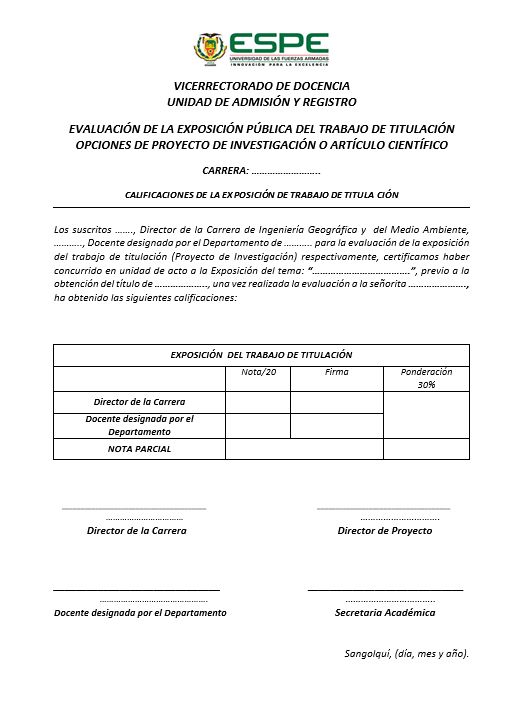 ESPE
UNIVERSIDAD DE LAS FUERZAS ARMADAS
INNOVACIÓN PARA LA EXCELENCIA
VICERRECTORADO DE DOCENCIA
UNIDAD DE ADMISIÓN Y REGISTRO
EVALUACIÓN DE LA EXPOSICIÓN PÚBLICA DEL TRABAJO DE TITULACIÓN
OPCIONES DE PROYECTO DE INVESTIGACIÓN O ARTÍCULO CIENTÍFICO
CARRERA: ……………………..
CALIFICACIONES DE LA EXPOSICIÓN DE TRABAJO DE TITULA CIÓN
Los suscritos ……., Director de la Carrera de Ingeniería Geográfica y del Medio Ambiente,
……….., Docente designada por el Departamento de ……….. para la evaluación de la exposición
del trabajo de titulación (Proyecto de Investigación) respectivamente, certificamos haber
concurrido en unidad de acto a la Exposición del tema: “……………………………….”, previo a la
obtención del título de ……………….., una vez realizada la evaluación a la señorita ………………….,
ha obtenido las siguientes calificaciones:
EXPOSICIÓN DEL TRABAJO DE TITULACIÓN
Nota/20 Firma Ponderación
30%
Director de la Carrera
Docente designada por el
Departamento
NOTA PARCIAL
____________________________ __________________________
…………………………… …………………………….
Director de la Carrera Director de Proyecto
________________________________ ______________________________
………………………………………. ………………………………..
Docente designada por el Departamento Secretaria Académica
Sangolquí, (día, mes y año).